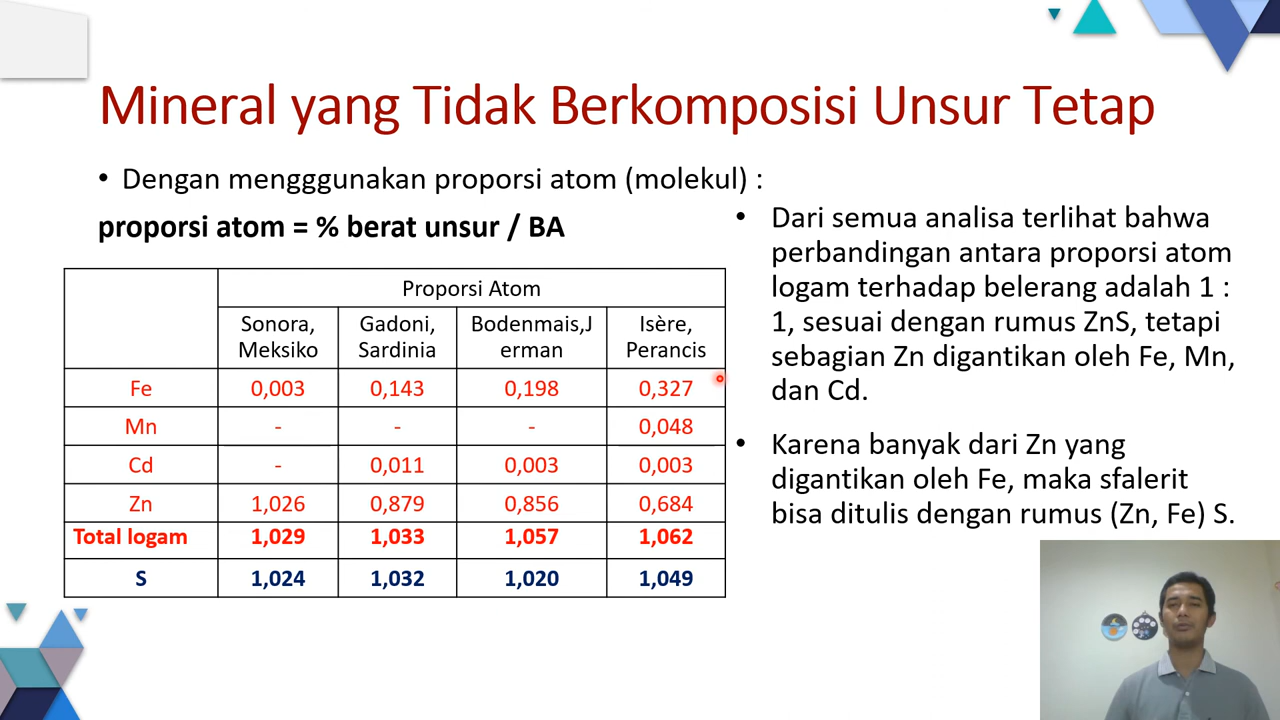 Mineral yang Tidak Berkomposisi Unsur Tetap
• Dengan mengggunakan proporsi atom (molekul) :
proporsi atom = % berat unsur / BA
Proporsi Atom
Sonora, Meksiko
Gadoni, Sardinia
Bodenmais,J erman
Isère, Perancis
Fe 0,003 0,143 0,198 0,327
Mn - - - 0,048
Cd - 0,011 0,003 0,003
Zn 1,026 0,879 0,856 0,684
Total logam 1,029 1,033 1,057 1,062
S 1,024 1,032 1,020 1,049
• Dari semua analisa terlihat bahwa
perbandingan antara proporsi atom
logam terhadap belerang adalah 1 :
1, sesuai dengan rumus ZnS, tetapi
sebagian Zn digantikan oleh Fe, Mn,
dan Cd.
• Karena banyak dari Zn yang
digantikan oleh Fe, maka sfalerit
bisa ditulis dengan rumus (Zn, Fe) S.